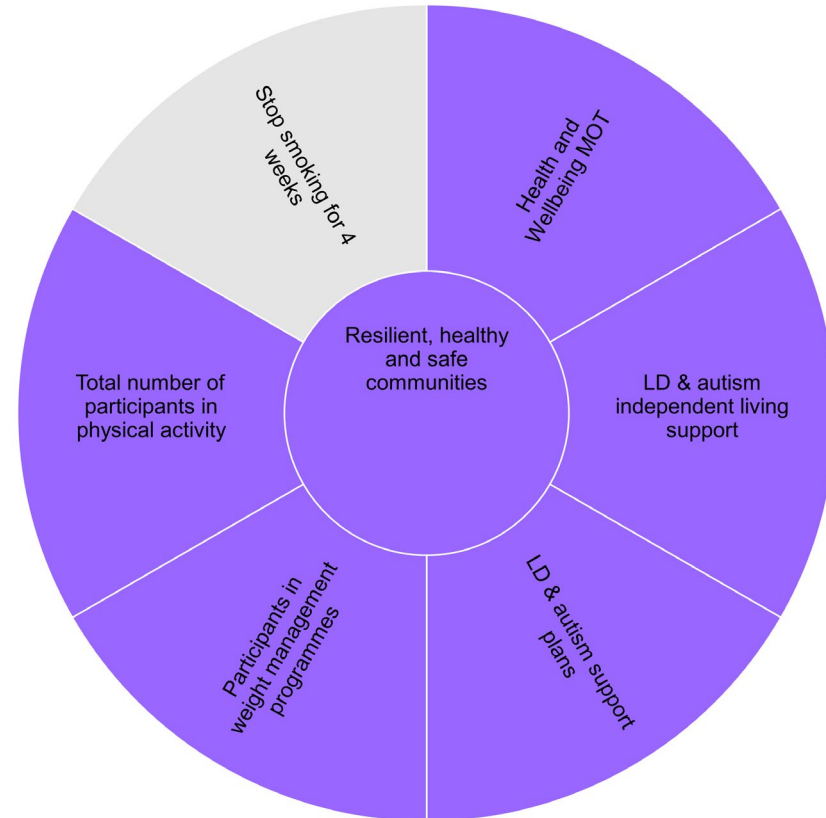 Resilient, healthy
and safe
communities
Health and
Wellbeing MOT
LD & autism
independent living
support
LD & autism support
plans
Participants in
weight management
programmes
Total number of
participants in
physical activity
Stop smoking for 4
weeks